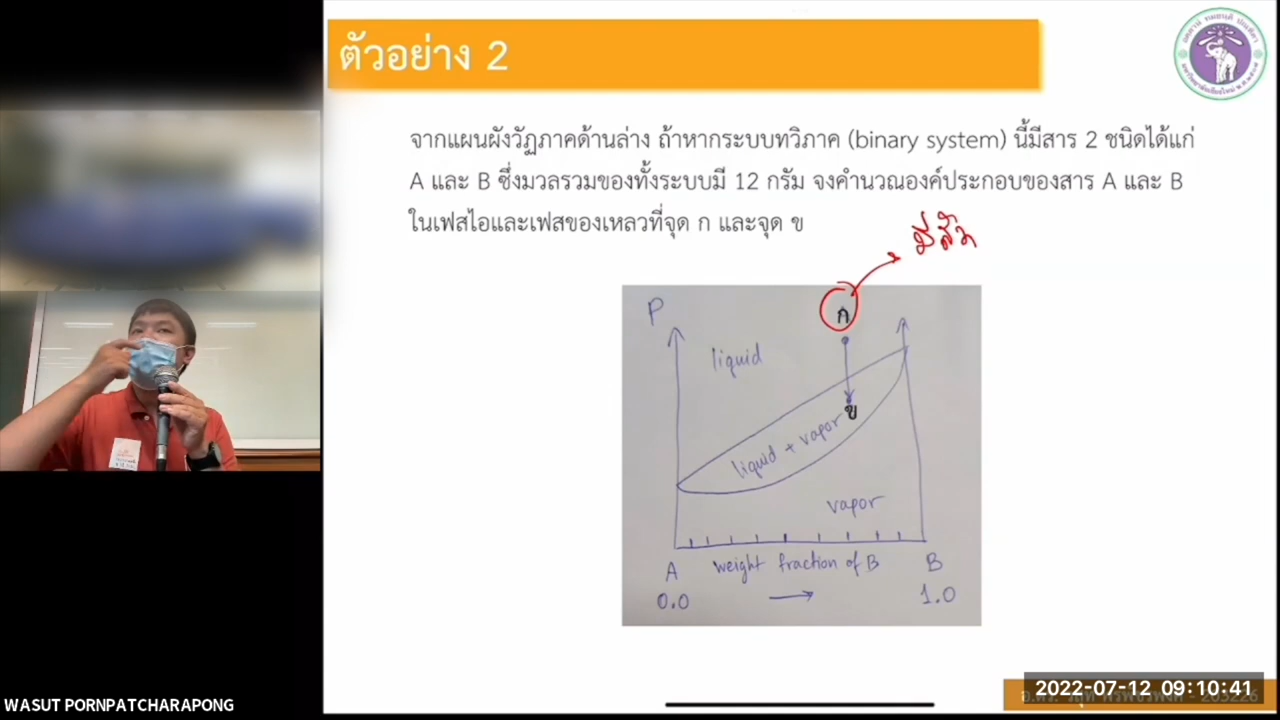 ตัวอย่าง 2
จากแผนผังวัฏภาคด้านล่าง ถ้าหากระบบทวิภาค (binary system) นี้มีสาร 2 ชนิดได้แก่
A และ B ซึ่งมวลรวมของทั้งระบบมี 12 กรัม จงคำนวณองค์ประกอบของสาร A และ B
ในเฟสไอและเฟสของเหลวที่จุด ก และจุด ข
P
ก
liquid
ข
liquid + vapor
vapor
A weight fraction of B B
0.0 1.0
WASUT PORNPATCHARAPONG
2022-07-12 09:10:41